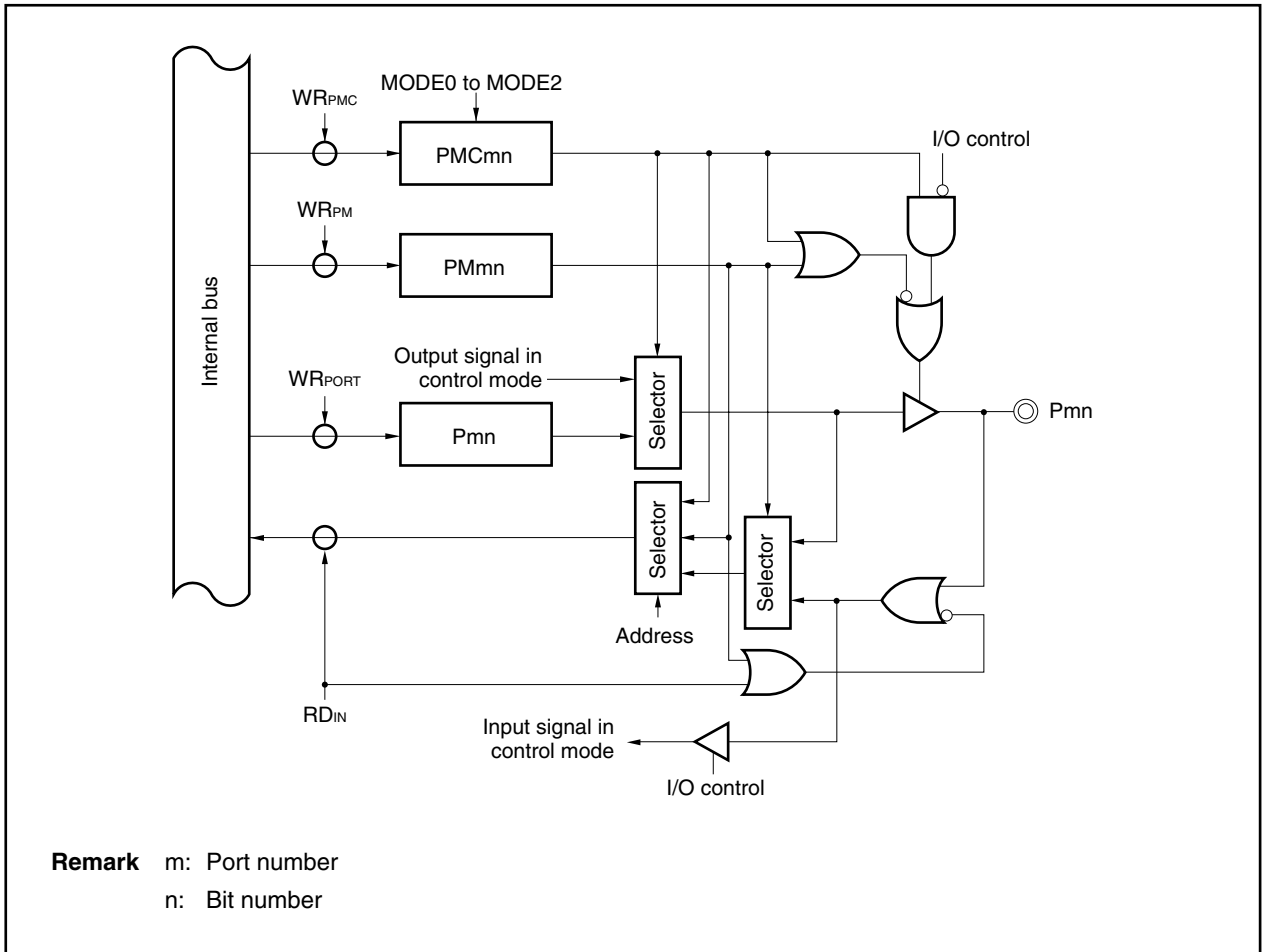 MODE0 to MODE2
WRPMC
PMCmn
I/O control
WRPM
PMmn
Internal bus
Output signal in
control mode
WRPORT
Pmn
Selector
Pmn
Selector
Selector
Address
RDIN
Input signal in
control mode
I/O control
Remark m: Port number
n: Bit number